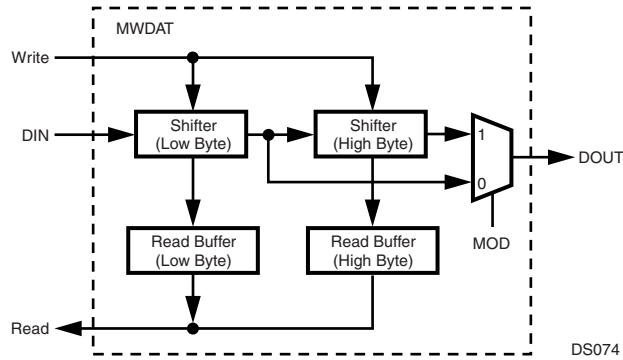 MWDAT
Write
DIN
Shifter
(Low Byte)
Shifter
(High Byte)
1
0
DOUT
MOD
Read Buffer
(Low Byte)
Read Buffer
(High Byte)
Read
DS074